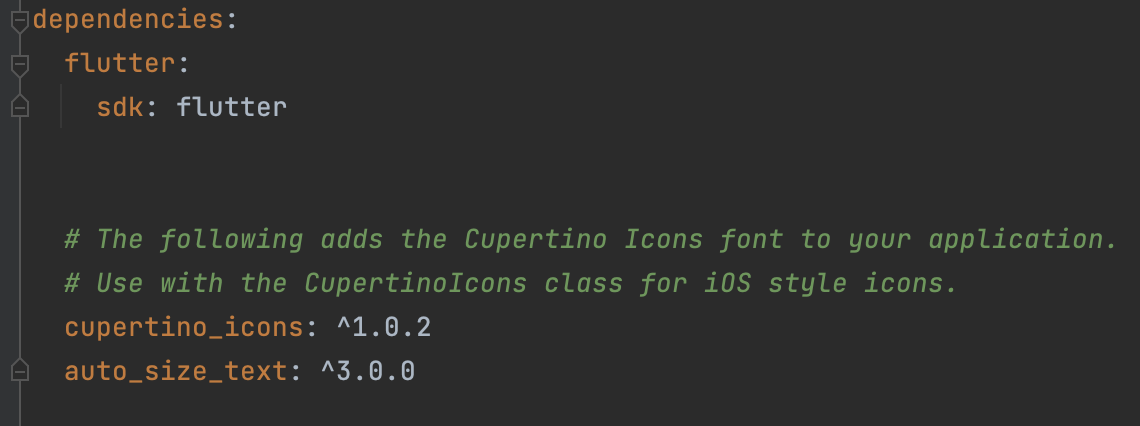 dependencies:
flutter:
sdk: flutter
# The following adds the Cupertino Icons font to your application.
# Use with the CupertinoIcons class for iOS style icons.
cupertino_icons: ^1.0.2
auto_size_text: ^3.0.0